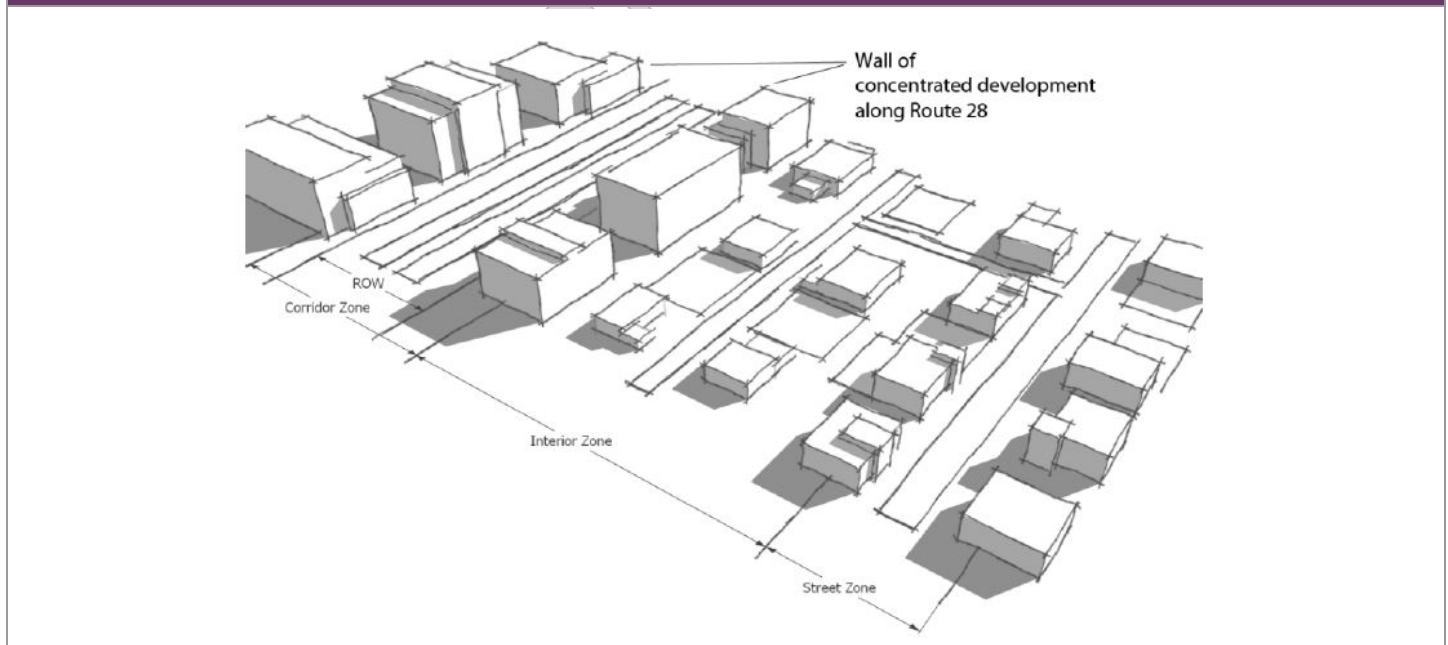 Wall of
concentrated development
along Route 28
ROW
Corridor Zone
Interior Zone
Street Zone